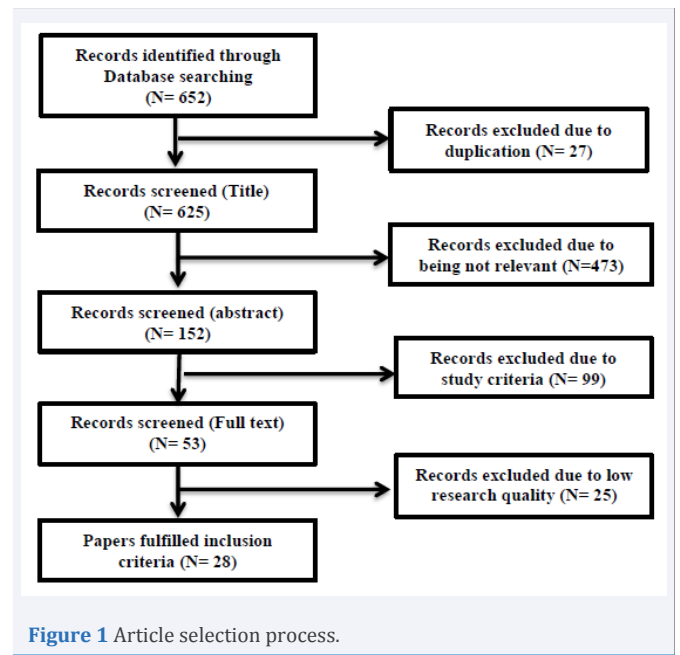 Records identified through
Database searching
(N= 652)
Records excluded due to
duplication (N= 27)
Records screened (Title)
(N= 625)
Records excluded due to
being not relevant (N=473)
Records screened (abstract)
(N= 152)
Records excluded due to
study criteria (N= 99)
Records screened (Full text)
(N= 53)
Records excluded due to low
research quality (N= 25)
Papers fulfilled inclusion
criteria (N= 28)
Figure 1 Article selection process.